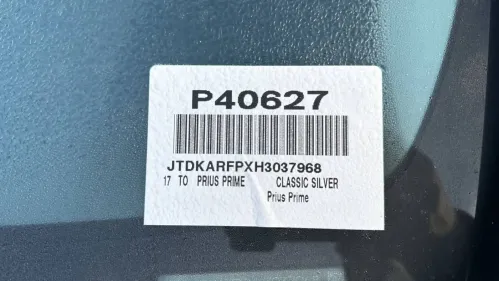 P40627
JTDKARFPXH3037968
17 TO PRIUS PRIME CLASSIC SILVER
Prius Prime